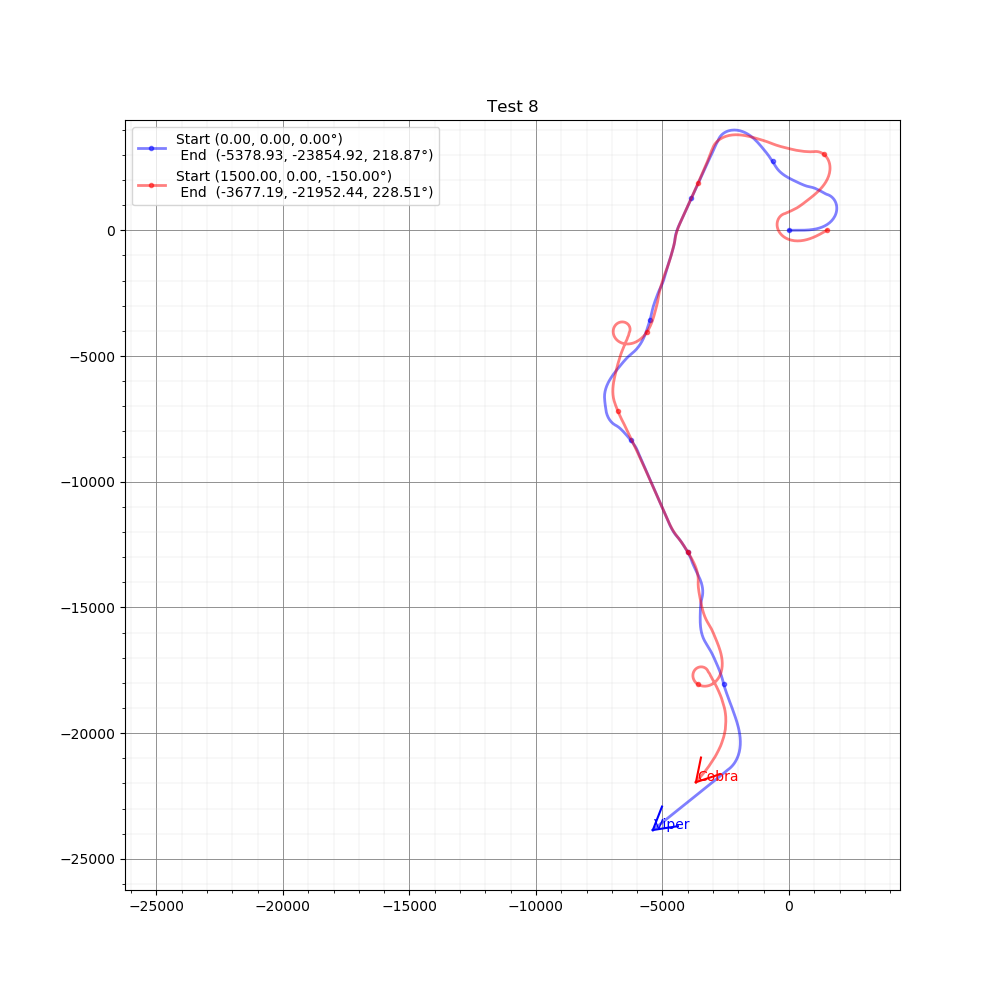 Test 8
Start (0.00, 0.00, 0.00°)
End (-5378.93, -23854.92, 218.87°)
Start (1500.00, 0.00, -150.00°)
End (-3677.19, -21952.44, 228.51°)
0
−5000
−10000
−15000
−20000
−25000
Cobra
Viper
−25000 −20000 −15000 −10000 −5000 0